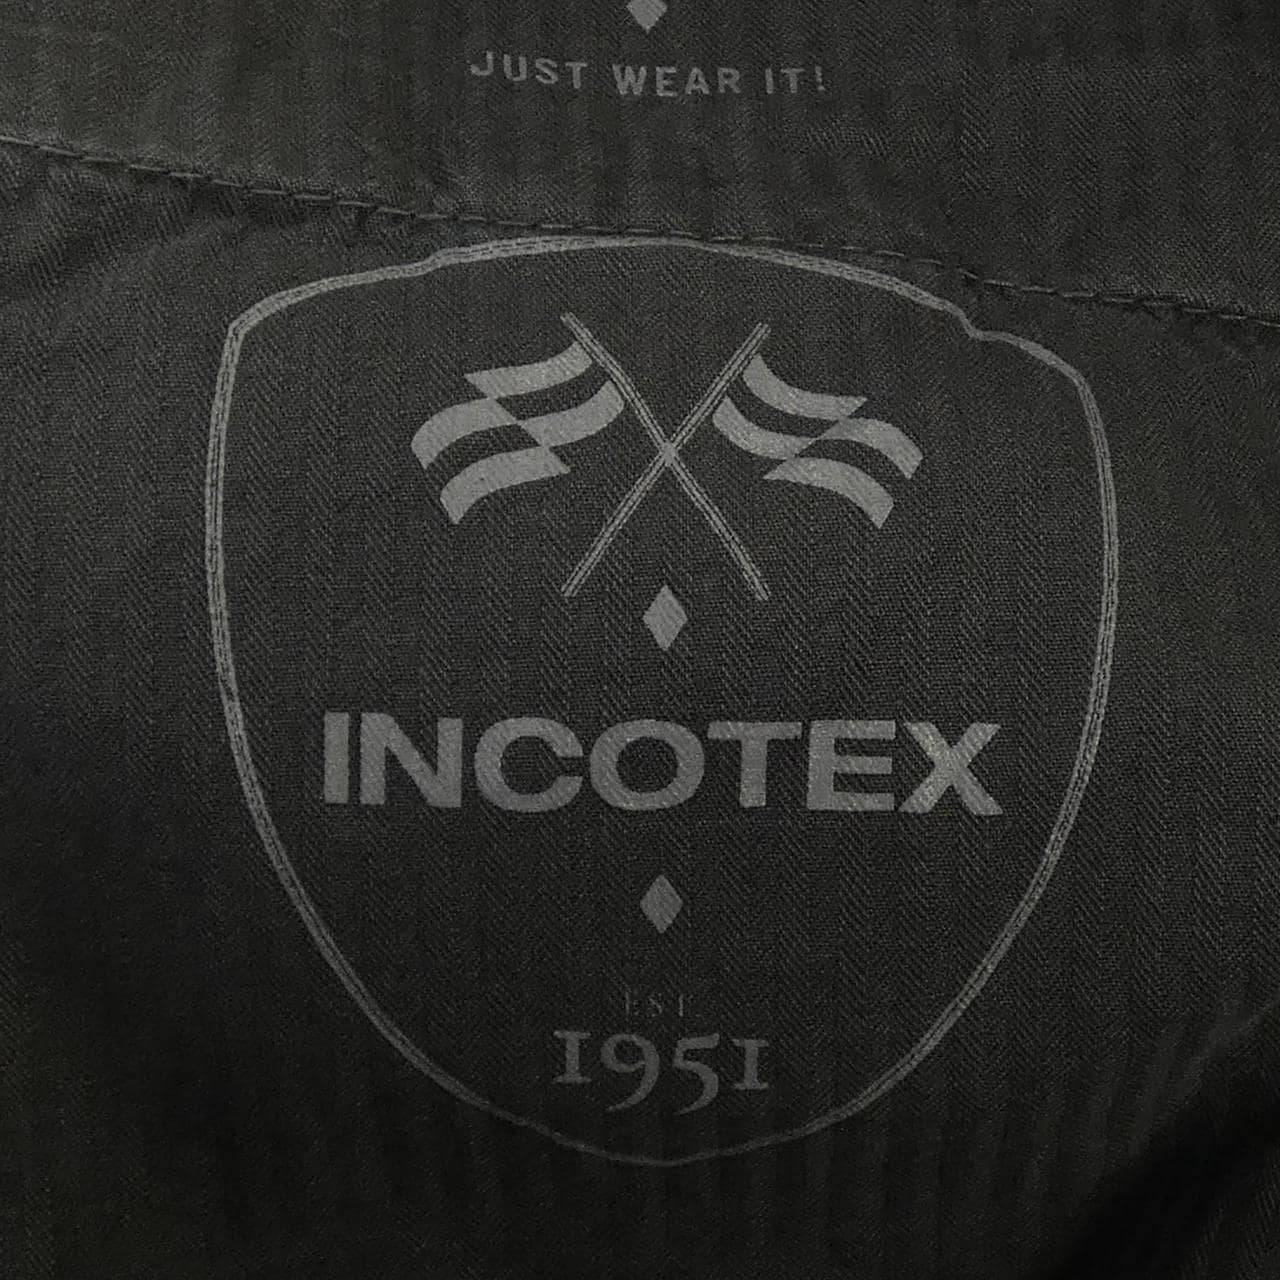 JUST WEAR IT!
INCOTEX
EST.
1951